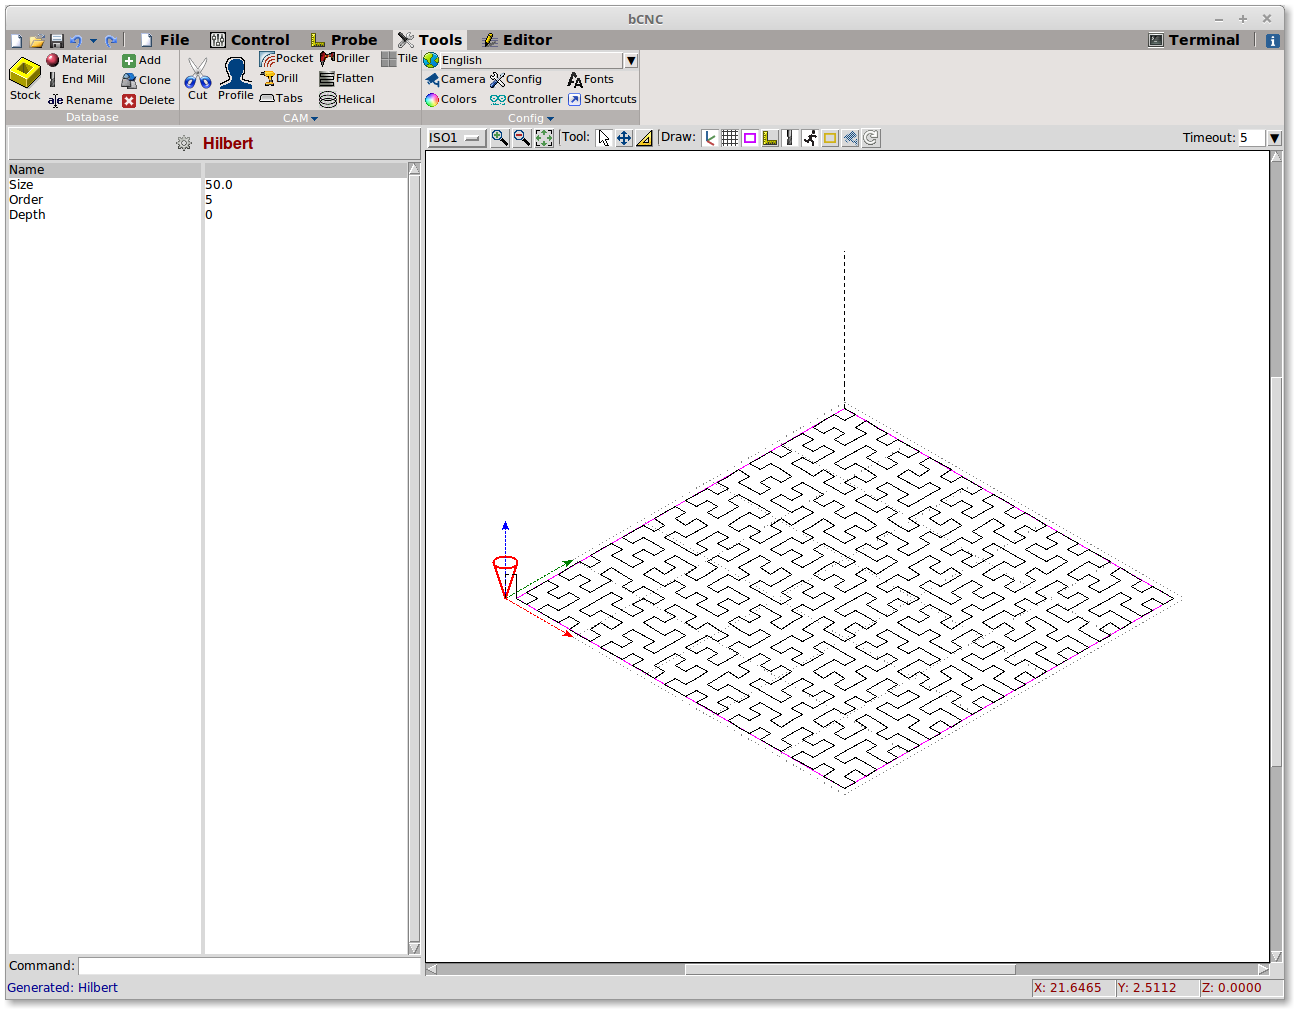 bCNC
File Control Probe Tools Editor Terminal
Stock
Material
End Mill
Rename
Add
Clone
Delete
Database
Cut
Profile
Pocket
Drill
Tabs
Driller
Flatten
Helical
Tile
CAM
English
Camera Config Fonts
Colors Controller Shortcuts
Config
Hilbert
ISO1 Tool: Draw: Timeout: 5
Name
Size 50.0
Order 5
Depth 0
Command:
Generated: Hilbert
X: 21.6465 Y: 2.5112 Z: 0.0000